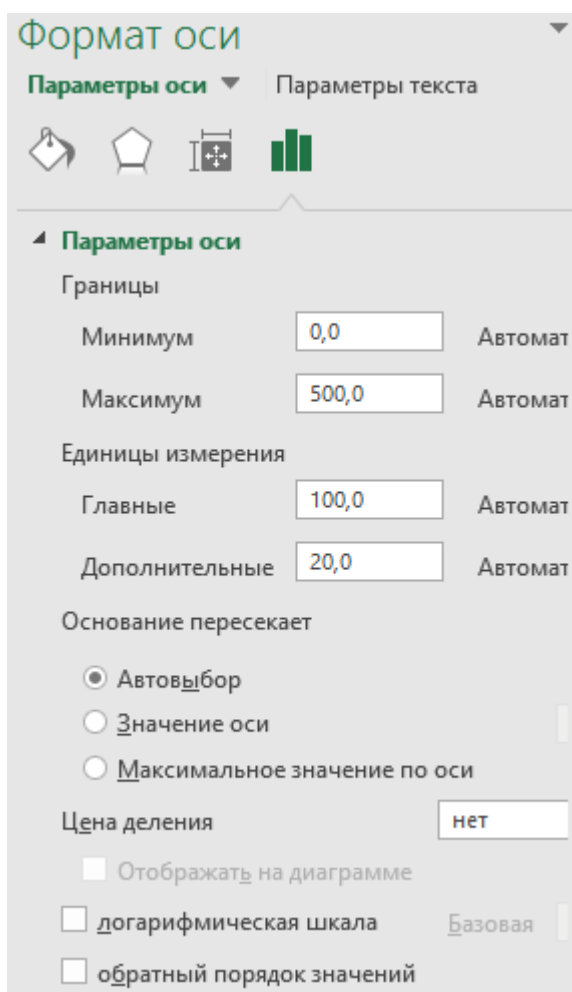 Формат оси
Параметры оси Параметры текста
Параметры оси
Границы
Минимум 0,0 Автомат
Максимум 500,0 Автомат
Единицы измерения
Главные 100,0 Автомат
Дополнительные 20,0 Автомат
Основание пересекает
Автовыбор
Значение оси
Максимальное значение по оси
Цена деления нет
Отображать на диаграмме
логарифмическая шкала Базовая
обратный порядок значений